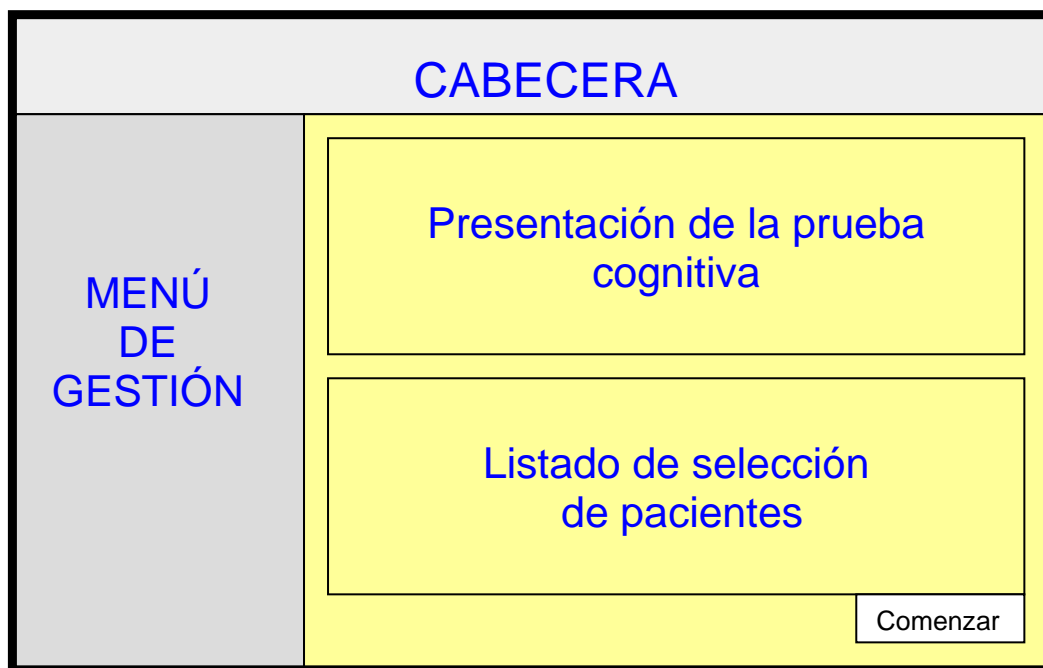 CABECERA
MENÚ
DE
GESTIÓN
Presentación de la prueba
cognitiva
Listado de selección
de pacientes
Comenzar